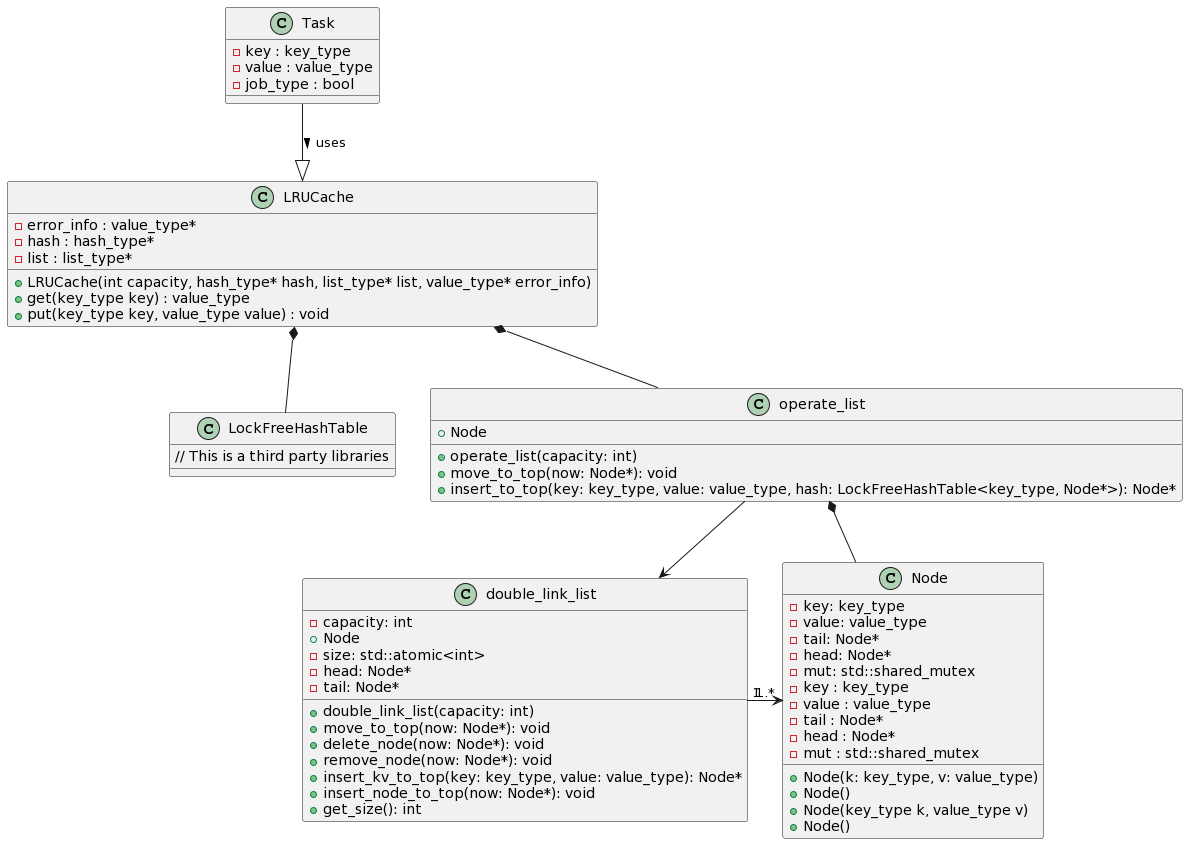 C Task
key : key_type
value : value_type
job_type : bool
uses
C LRUCache
error_info : value_type*
hash : hash_type*
list : list_type*
LRUCache(int capacity, hash_type* hash, list_type* list, value_type* error_info)
get(key_type key) : value_type
put(key_type key, value_type value) : void
C LockFreeHashTable
// This is a third party libraries
C operate_list
Node
operate_list(capacity: int)
move_to_top(now: Node*): void
insert_to_top(key: key_type, value: value_type, hash: LockFreeHashTable<key_type, Node*>): Node*
C double_link_list
capacity: int
Node
size: std::atomic<int>
head: Node*
tail: Node*
double_link_list(capacity: int)
move_to_top(now: Node*): void
delete_node(now: Node*): void
remove_node(now: Node*): void
insert_kv_to_top(key: key_type, value: value_type): Node*
insert_node_to_top(now: Node*): void
get_size(): int
1
1..*
C Node
key: key_type
value: value_type
tail: Node*
head: Node*
mut: std::shared_mutex
key : key_type
value : value_type
tail : Node*
head : Node*
mut : std::shared_mutex
Node(k: key_type, v: value_type)
Node()
Node(key_type k, value_type v)
Node()